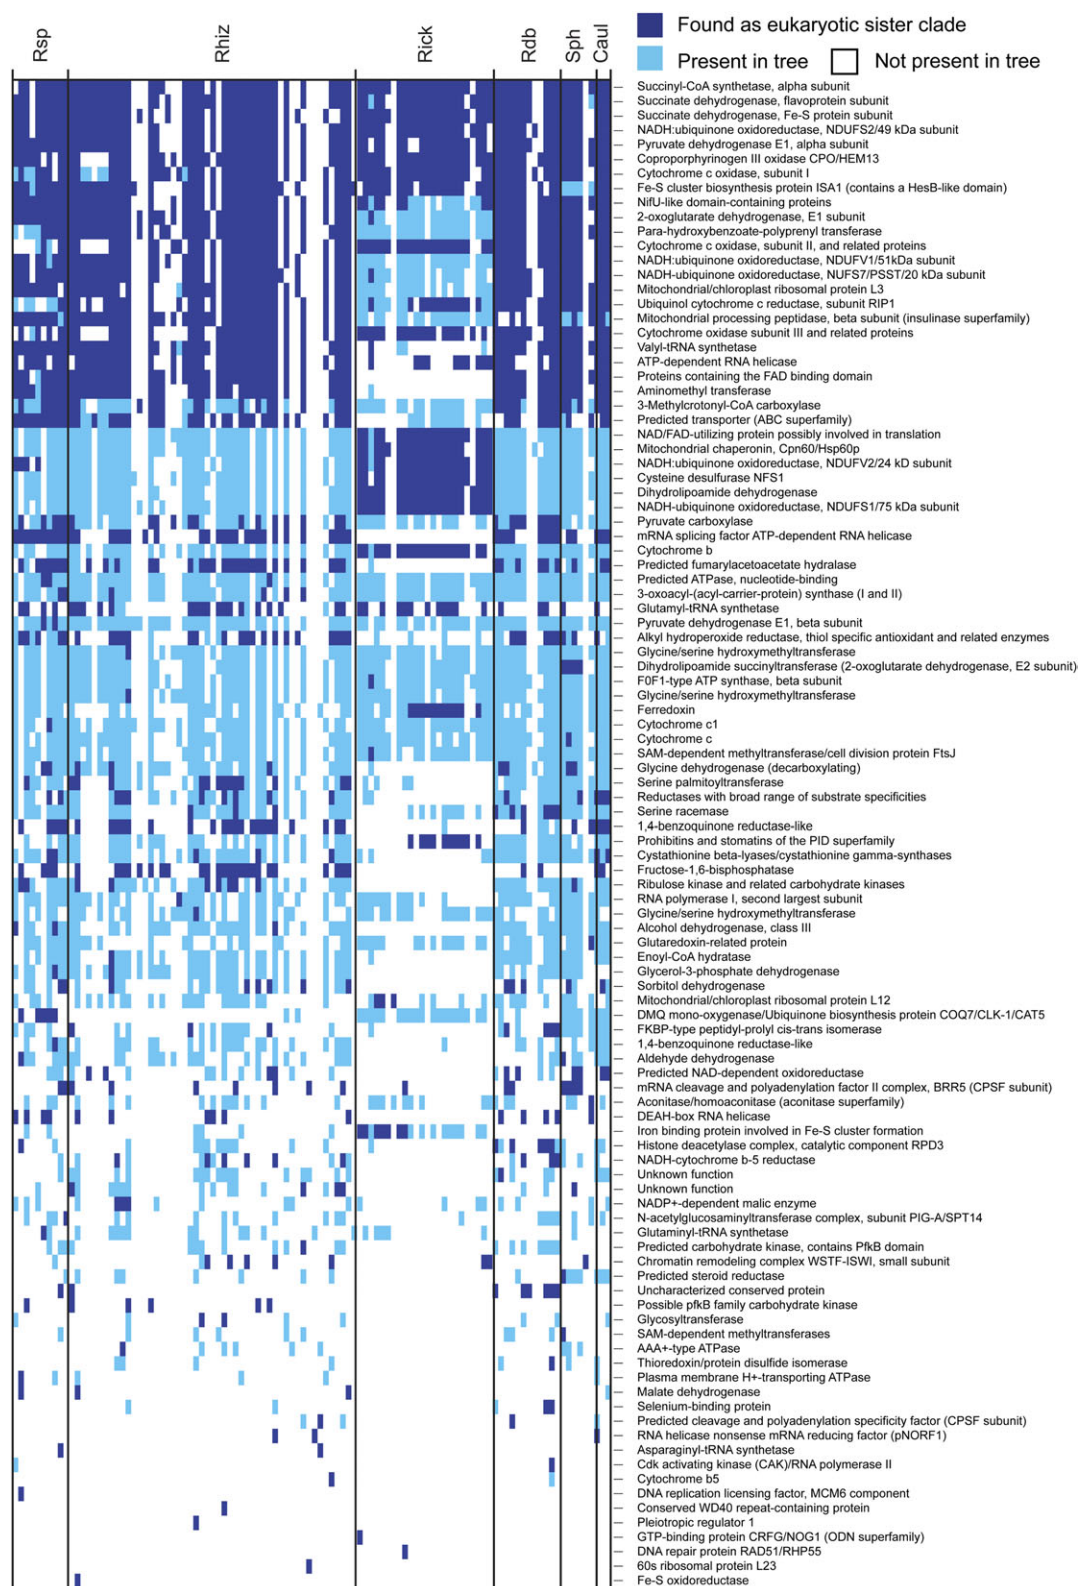 Rsp
Rhiz
Rick
Rdb
Sph
Caul
Found as eukaryotic sister clade
Present in tree
Not present in tree
Succinyl-CoA synthetase, alpha subunit
Succinate dehydrogenase, flavoprotein subunit
Succinate dehydrogenase, Fe-S protein subunit
NADH:ubiquinone oxidoreductase, NDUFS2/49 kDa subunit
Pyruvate dehydrogenase E1, alpha subunit
Coproporphyrinogen III oxidase CPO/HEM13
Cytochrome c oxidase, subunit I
Fe-S cluster biosynthesis protein ISA1 (contains a HesB-like domain)
NifU-like domain-containing proteins
2-oxoglutarate dehydrogenase, E1 subunit
Para-hydroxybenzoate-polyprenyl transferase
Cytochrome c oxidase, subunit II, and related proteins
NADH:ubiquinone oxidoreductase, NDUFV1/51kDa subunit
NADH-ubiquinone oxidoreductase, NUFS7/PSST/20 kDa subunit
Mitochondrial/chloroplast ribosomal protein L3
Ubiquinol cytochrome c reductase, subunit RIP1
Mitochondrial processing peptidase, beta subunit (insulinase superfamily)
Cytochrome oxidase subunit III and related proteins
Valyl-tRNA synthetase
ATP-dependent RNA helicase
Proteins containing the FAD binding domain
Aminomethyl transferase
3-Methylcrotonyl-CoA carboxylase
Predicted transporter (ABC superfamily)
NAD/FAD-utilizing protein possibly involved in translation
Mitochondrial chaperonin, Cpn60/Hsp60p
NADH:ubiquinone oxidoreductase, NDUFV2/24 kD subunit
Cysteine desulfurase NFS1
Dihydrolipoamide dehydrogenase
NADH-ubiquinone oxidoreductase, NDUFS1/75 kDa subunit
Pyruvate carboxylase
mRNA splicing factor ATP-dependent RNA helicase
Cytochrome b
Predicted fumarylacetoacetate hydralase
Predicted ATPase, nucleotide-binding
3-oxoacyl-(acyl-carrier-protein) synthase (I and II)
Glutamyl-tRNA synthetase
Pyruvate dehydrogenase E1, beta subunit
Alkyl hydroperoxide reductase, thiol specific antioxidant and related enzymes
Glycine/serine hydroxymethyltransferase
Dihydrolipoamide succinyltransferase (2-oxoglutarate dehydrogenase, E2 subunit)
F0F1-type ATP synthase, beta subunit
Glycine/serine hydroxymethyltransferase
Ferredoxin
Cytochrome c1
Cytochrome c
SAM-dependent methyltransferase/cell division protein FtsJ
Glycine dehydrogenase (decarboxylating)
Serine palmitoyltransferase
Reductases with broad range of substrate specificities
Serine racemase
1,4-benzoquinone reductase-like
Prohibitins and stomatins of the PID superfamily
Cystathionine beta-lyases/cystathionine gamma-synthases
Fructose-1,6-bisphosphatase
Ribulose kinase and related carbohydrate kinases
RNA polymerase I, second largest subunit
Glycine/serine hydroxymethyltransferase
Alcohol dehydrogenase, class III
Glutaredoxin-related protein
Enoyl-CoA hydratase
Glycerol-3-phosphate dehydrogenase
Sorbitol dehydrogenase
Mitochondrial/chloroplast ribosomal protein L12
DMQ mono-oxygenase/Ubiquinone biosynthesis protein COQ7/CLK-1/CAT5
FKBP-type peptidyl-prolyl cis-trans isomerase
1,4-benzoquinone reductase-like
Aldehyde dehydrogenase
Predicted NAD-dependent oxidoreductase
mRNA cleavage and polyadenylation factor II complex, BRR5 (CPSF subunit)
Aconitase/homoaconitase (aconitase superfamily)
DEAH-box RNA helicase
Iron binding protein involved in Fe-S cluster formation
Histone deacetylase complex, catalytic component RPD3
NADH-cytochrome b-5 reductase
Unknown function
Unknown function
NADP+-dependent malic enzyme
N-acetylglucosaminyltransferase complex, subunit PIG-A/SPT14
Glutaminyl-tRNA synthetase
Predicted carbohydrate kinase, contains PfkB domain
Chromatin remodeling complex WSTF-ISWI, small subunit
Predicted steroid reductase
Uncharacterized conserved protein
Possible pfkB family carbohydrate kinase
Glycosyltransferase
SAM-dependent methyltransferases
AAA+-type ATPase
Thioredoxin/protein disulfide isomerase
Plasma membrane H+-transporting ATPase
Malate dehydrogenase
Selenium-binding protein
Predicted cleavage and polyadenylation specificity factor (CPSF subunit)
RNA helicase nonsense mRNA reducing factor (pNORF1)
Asparaginyl-tRNA synthetase
Cdk activating kinase (CAK)/RNA polymerase II
Cytochrome b5
DNA replication licensing factor, MCM6 component
Conserved WD40 repeat-containing protein
Pleiotropic regulator 1
GTP-binding protein CRFG/NOG1 (ODN superfamily)
DNA repair protein RAD51/RHP55
60s ribosomal protein L23
Fe-S oxidoreductase